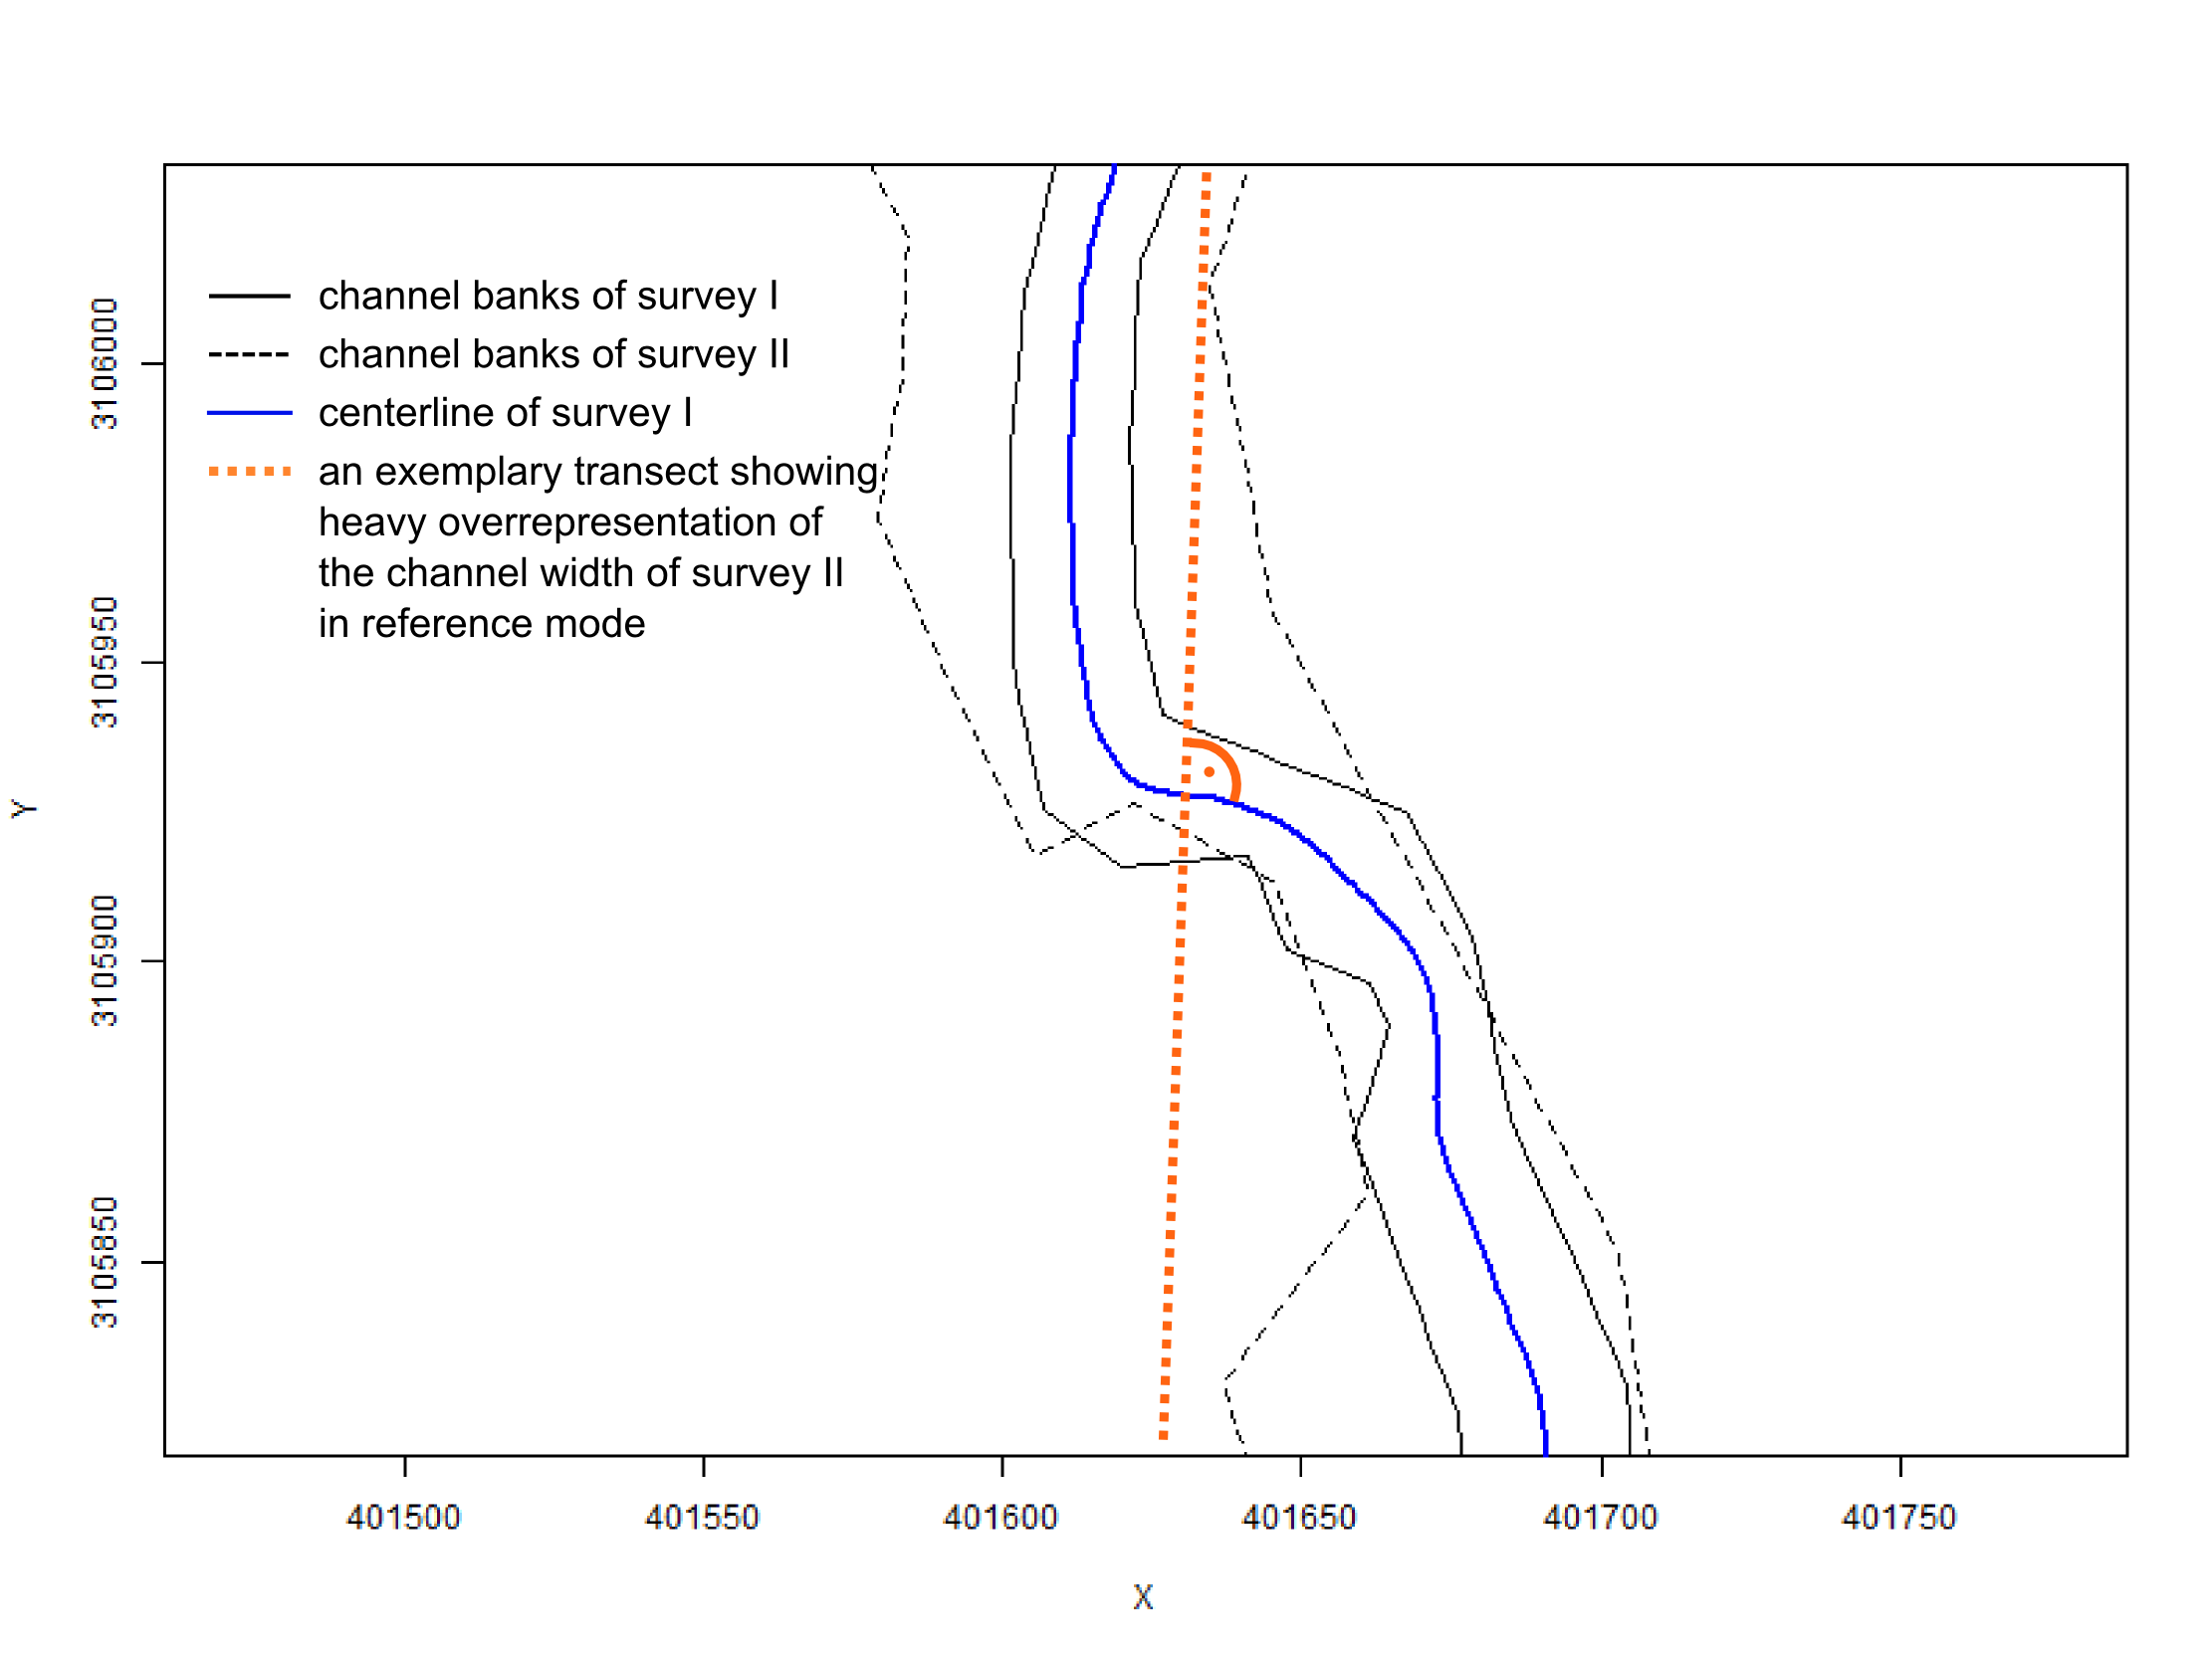 channel banks of survey I
channel banks of survey II
centerline of survey I
an exemplary transect showing
heavy overrepresentation of
the channel width of survey II
in reference mode
3106000
3105950
3105900
3105850
Y
401500 401550 401600 401650 401700 401750
X